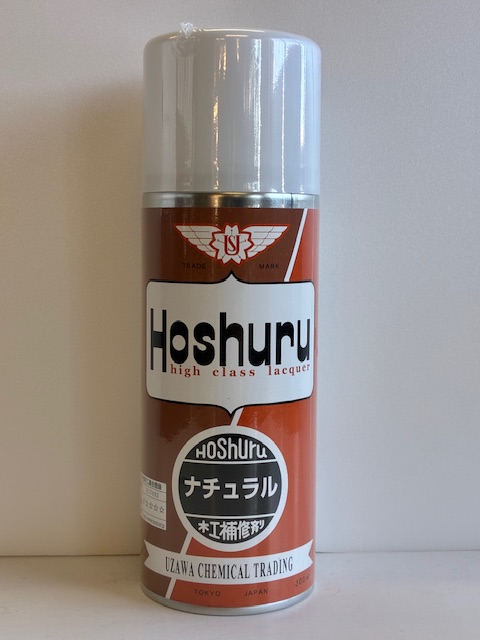 TRADE MARK
Hoshuru
high class lacquer
HOShUru
ナチュラル
木工補修剤
☆☆☆☆
UZAWA CHEMICAL TRADING
TOKYO JAPAN